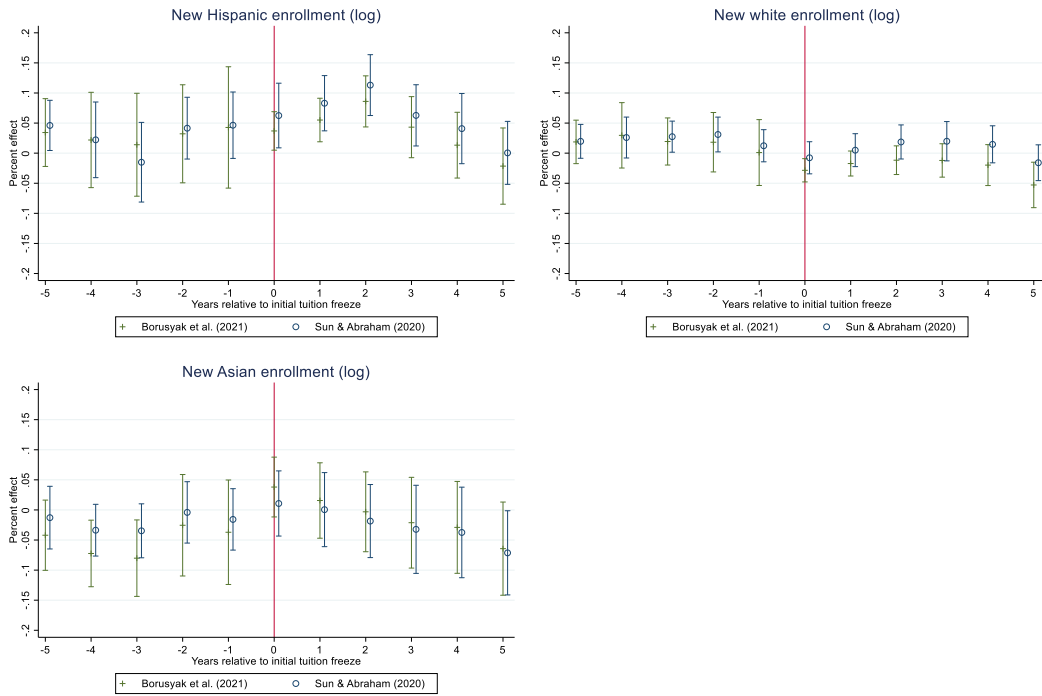 New Hispanic enrollment (log)
.2
.15
.1
.05
0
-.05
-.1
-.15
-.2
Percent effect
-5 -4 -3 -2 -1 0 1 2 3 4 5
Years relative to initial tuition freeze
Borusyak et al. (2021) Sun & Abraham (2020)
New white enrollment (log)
.2
.15
.1
.05
0
-.05
-.1
-.15
-.2
Percent effect
-5 -4 -3 -2 -1 0 1 2 3 4 5
Years relative to initial tuition freeze
Borusyak et al. (2021) Sun & Abraham (2020)
New Asian enrollment (log)
.2
.15
.1
.05
0
-.05
-.1
-.15
-.2
Percent effect
-5 -4 -3 -2 -1 0 1 2 3 4 5
Years relative to initial tuition freeze
Borusyak et al. (2021) Sun & Abraham (2020)